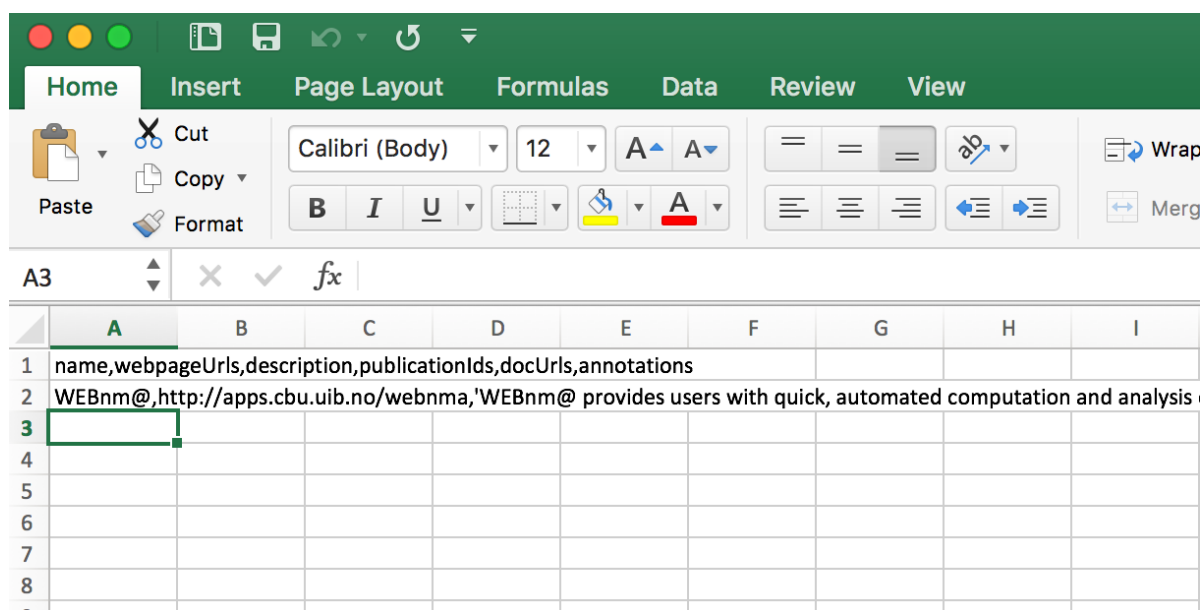 Home Insert Page Layout Formulas Data Review View
Cut
Calibri (Body) 12 A A
Copy
Paste
Format
B I U A
ab
Wrap
Merg
A3 fx
A B C D E F G H I
1 name,webpageUrls,description,publicationIds,docUrls,annotations
2 WEBnm@,http://apps.cbu.uib.no/webnma,'WEBnm@ provides users with quick, automated computation and analysis
3
4
5
6
7
8